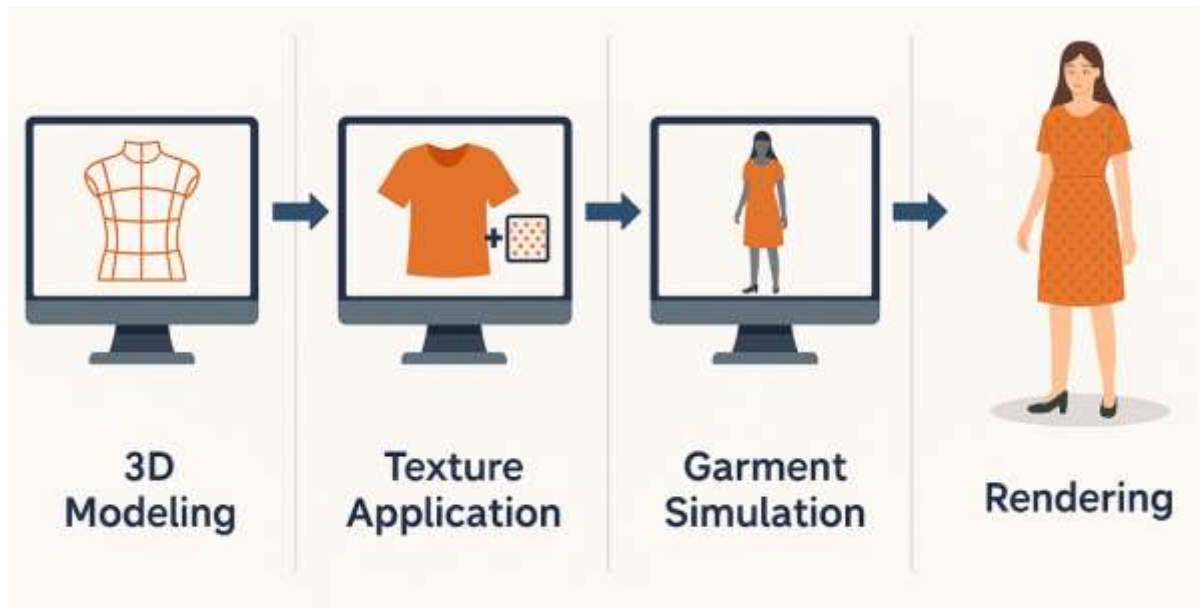 3D
Modeling
Texture
Application
Garment
Simulation
Rendering